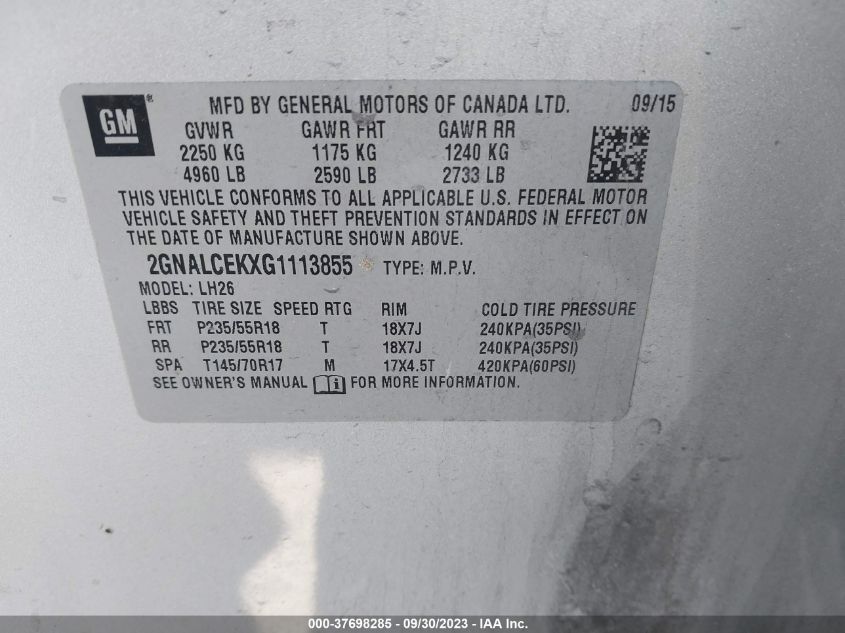 GM ® MFD BY GENERAL MOTORS OF CANADA LTD. 09/15
GVWR GAWR FRT GAWR RR
2250 KG 1175 KG 1240 KG
4960 LB 2590 LB 2733 LB
THIS VEHICLE CONFORMS TO ALL APPLICABLE U.S. FEDERAL MOTOR
VEHICLE SAFETY AND THEFT PREVENTION STANDARDS IN EFFECT ON
THE DATE OF MANUFACTURE SHOWN ABOVE.
2GNALCEKXG1113855 TYPE: M.P.V.
MODEL: LH26
LBBS TIRE SIZE SPEED RTG RIM COLD TIRE PRESSURE
FRT P235/55R18 T 18X7J 240KPA(35PSI)
RR P235/55R18 T 18X7J 240KPA(35PSI)
SPA T145/70R17 M 17X4.5T 420KPA(60PSI)
SEE OWNER'S MANUAL i FOR MORE INFORMATION.
000-37698285 - 09/30/2023 - IAA Inc.